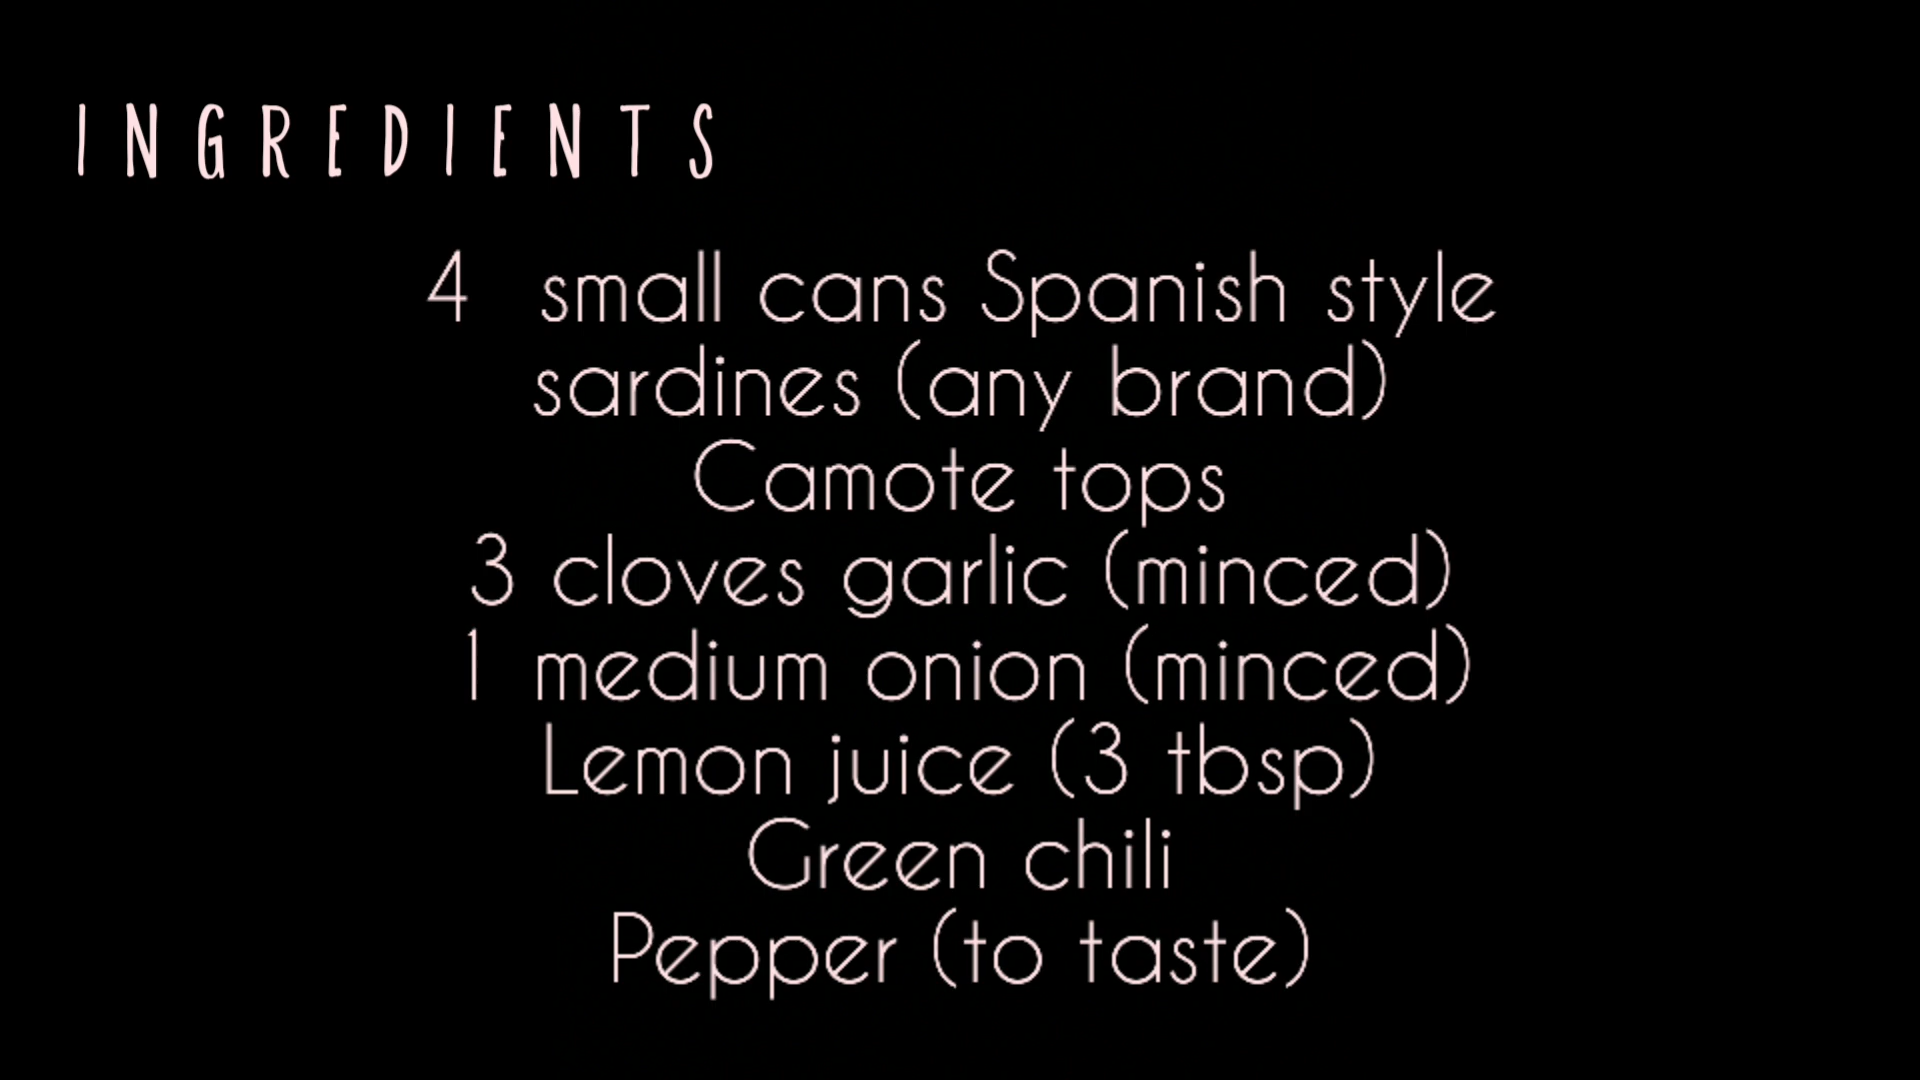 INGREDIENTS
4 small cans Spanish style
sardines (any brand)
Camote tops
3 cloves garlic (minced)
1 medium onion (minced)
Lemon juice (3 tbsp)
Green chili
Pepper (to taste)